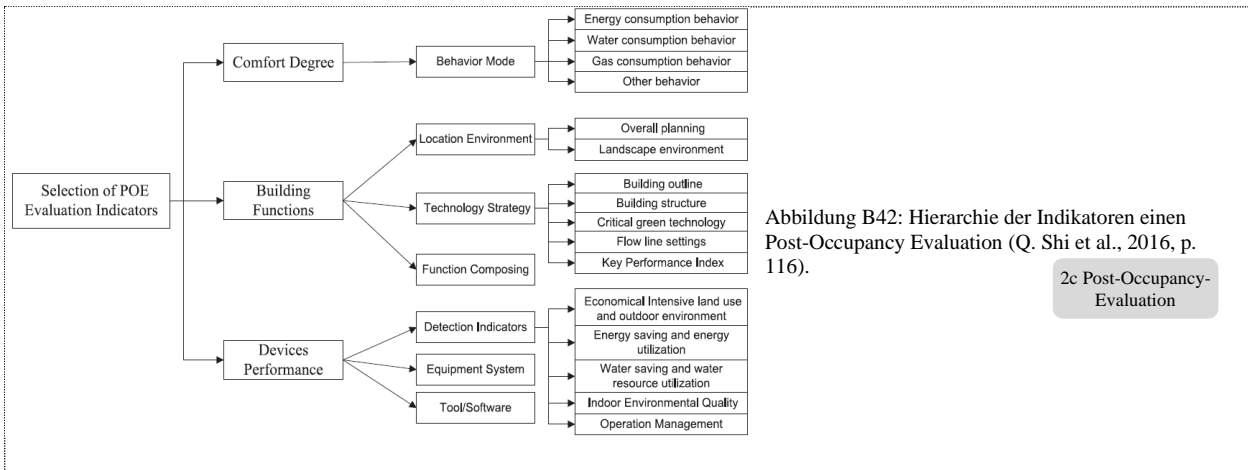 Selection of POE
Evaluation Indicators
Comfort Degree
Behavior Mode
Energy consumption behavior
Water consumption behavior
Gas consumption behavior
Other behavior
Building
Functions
Location Environment
Overall planning
Landscape environment
Technology Strategy
Building outline
Building structure
Critical green technology
Flow line settings
Key Performance Index
Function Composing
Devices
Performance
Detection Indicators
Economical Intensive land use
and outdoor environment
Energy saving and energy
utilization
Water saving and water
resource utilization
Indoor Environmental Quality
Operation Management
Equipment System
Tool/Software
Abbildung B42: Hierarchie der Indikatoren einen
Post-Occupancy Evaluation (Q. Shi et al., 2016, p.
116).
2c Post-Occupancy-
Evaluation